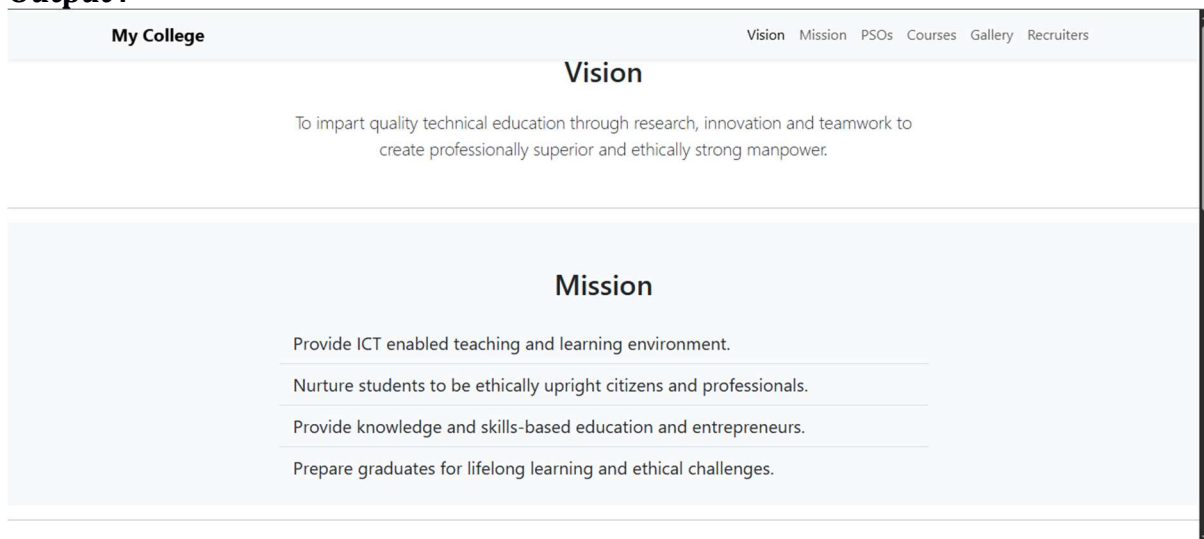 Output:
My College
Vision Mission PSOs Courses Gallery Recruiters
Vision
To impart quality technical education through research, innovation and teamwork to
create professionally superior and ethically strong manpower.
Mission
Provide ICT enabled teaching and learning environment.
Nurture students to be ethically upright citizens and professionals.
Provide knowledge and skills-based education and entrepreneurs.
Prepare graduates for lifelong learning and ethical challenges.